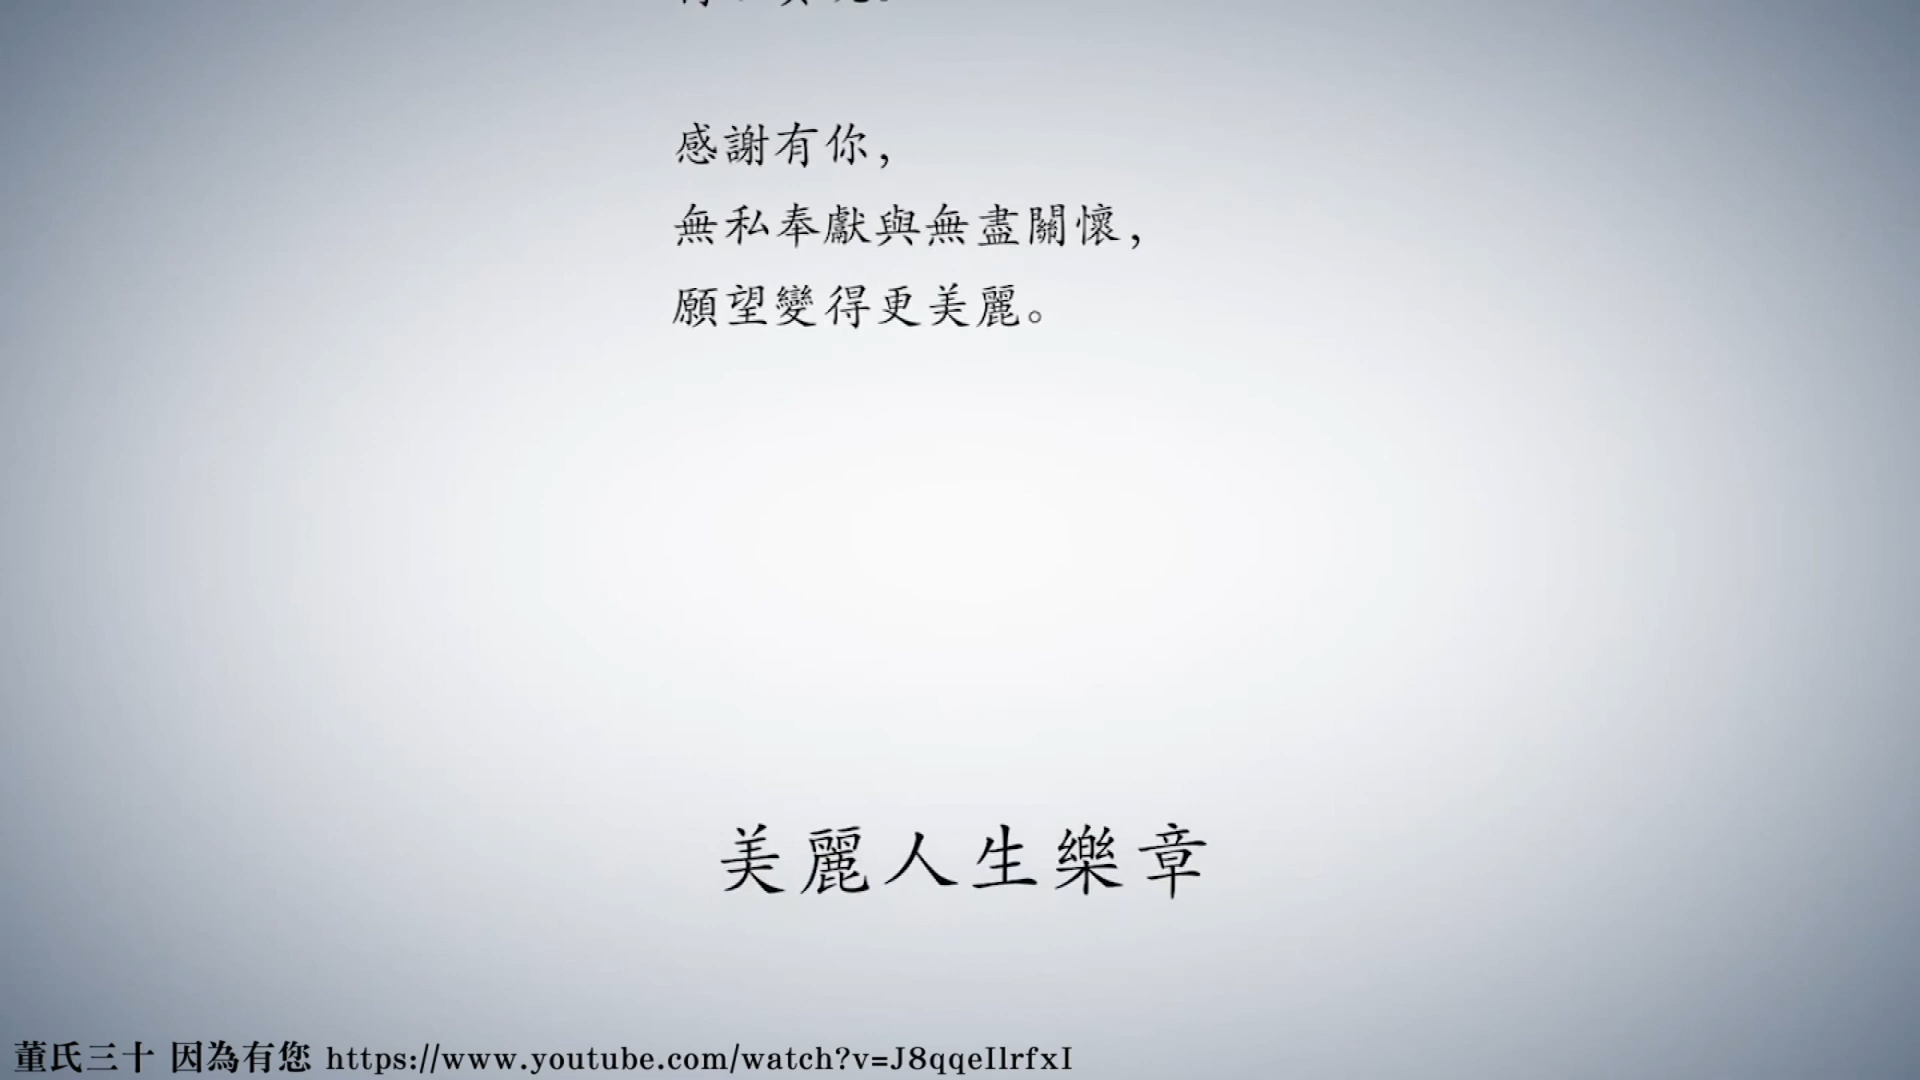 感謝有你，
無私奉獻與無盡關懷，
願望變得更美麗。
美麗人生樂章
董氏三十 因為有您 https://www.youtube.com/watch?v=J8qqeIlrfxI